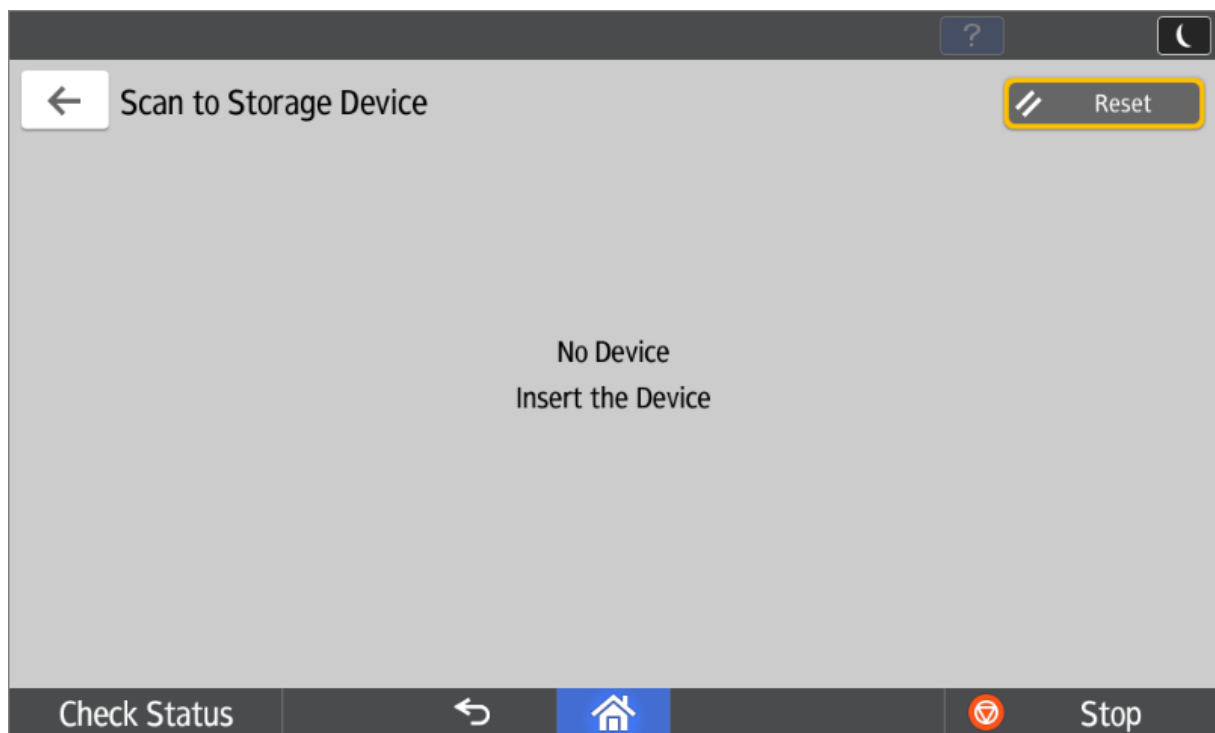 ?
Scan to Storage Device
Reset
No Device
Insert the Device
Check Status
Stop